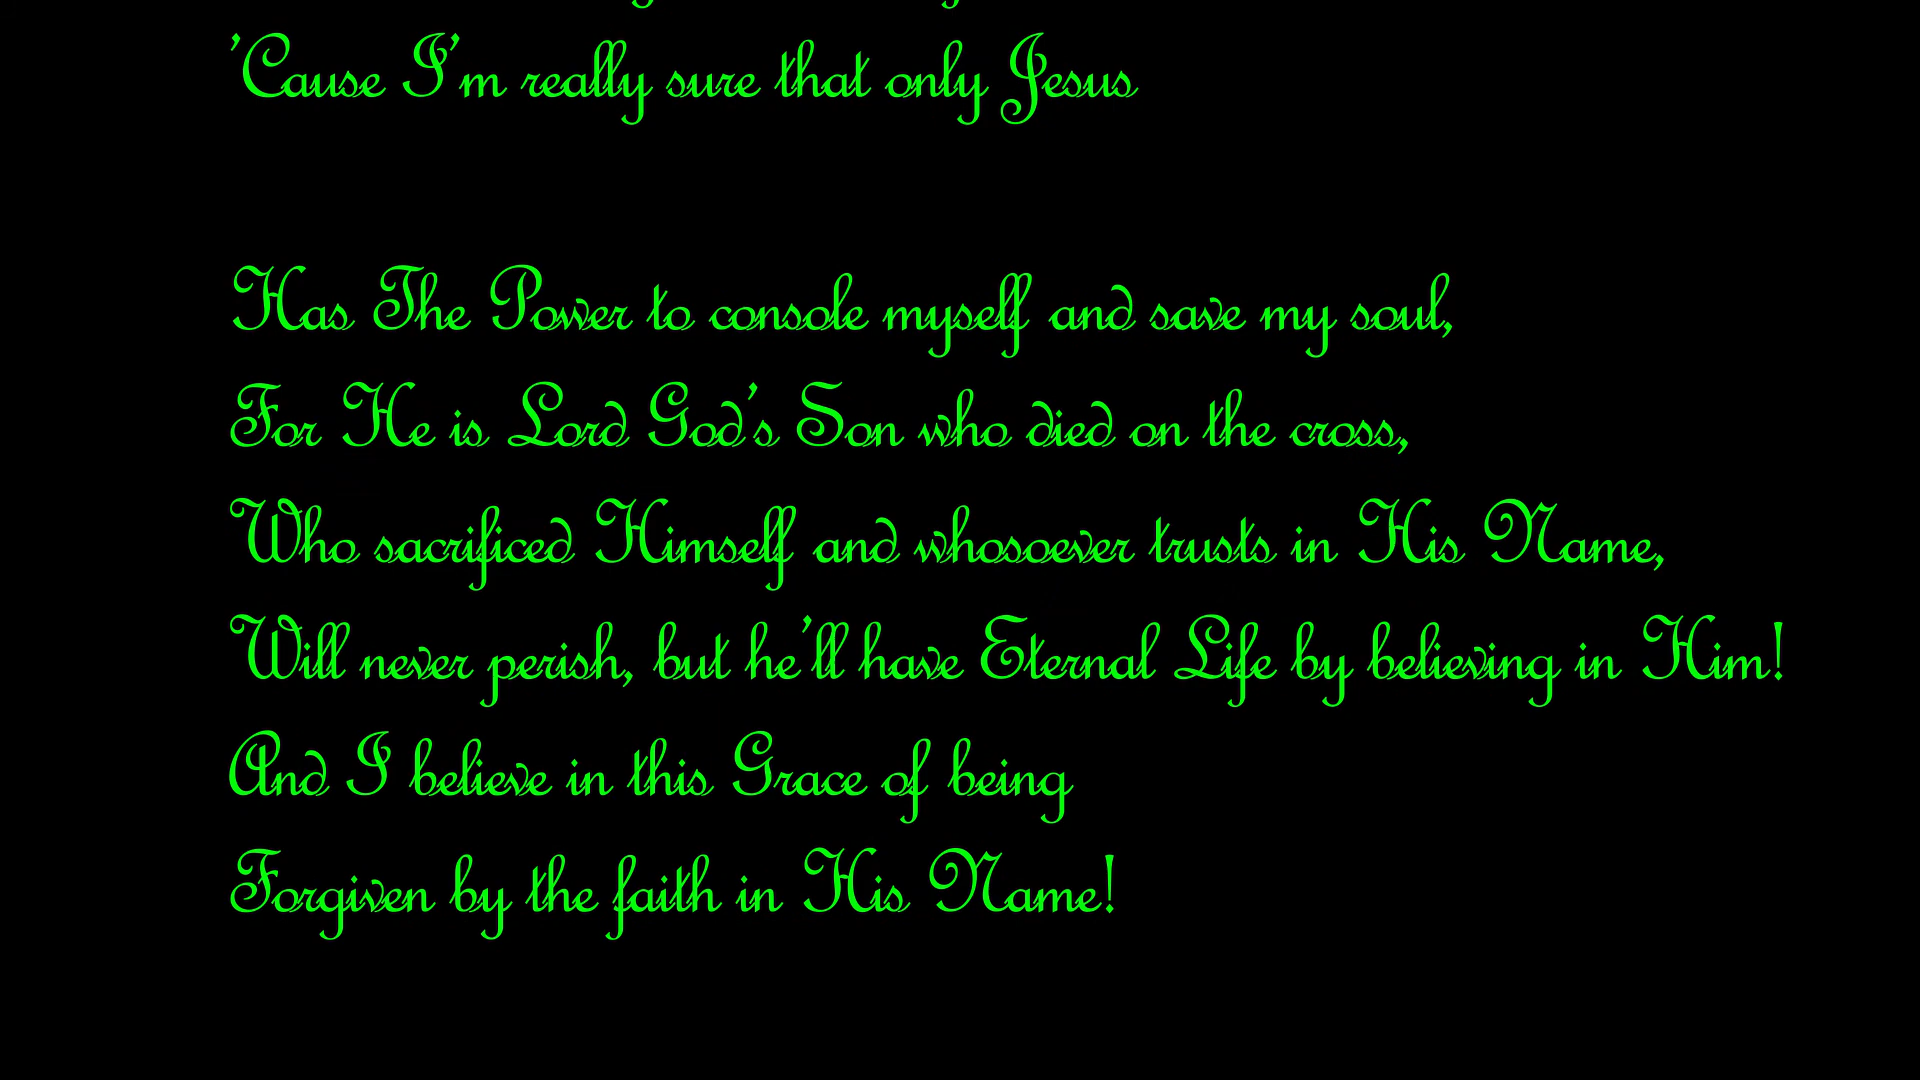 'Cause I'm really sure that only Jesus
Has The Power to console myself and save my soul,
For He is Lord God's Son who died on the cross,
Who sacrificed Himself and whosoever trusts in His Name,
Will never perish, but he'll have Eternal Life by believing in Him!
And I believe in this Grace of being
Forgiven by the faith in His Name!